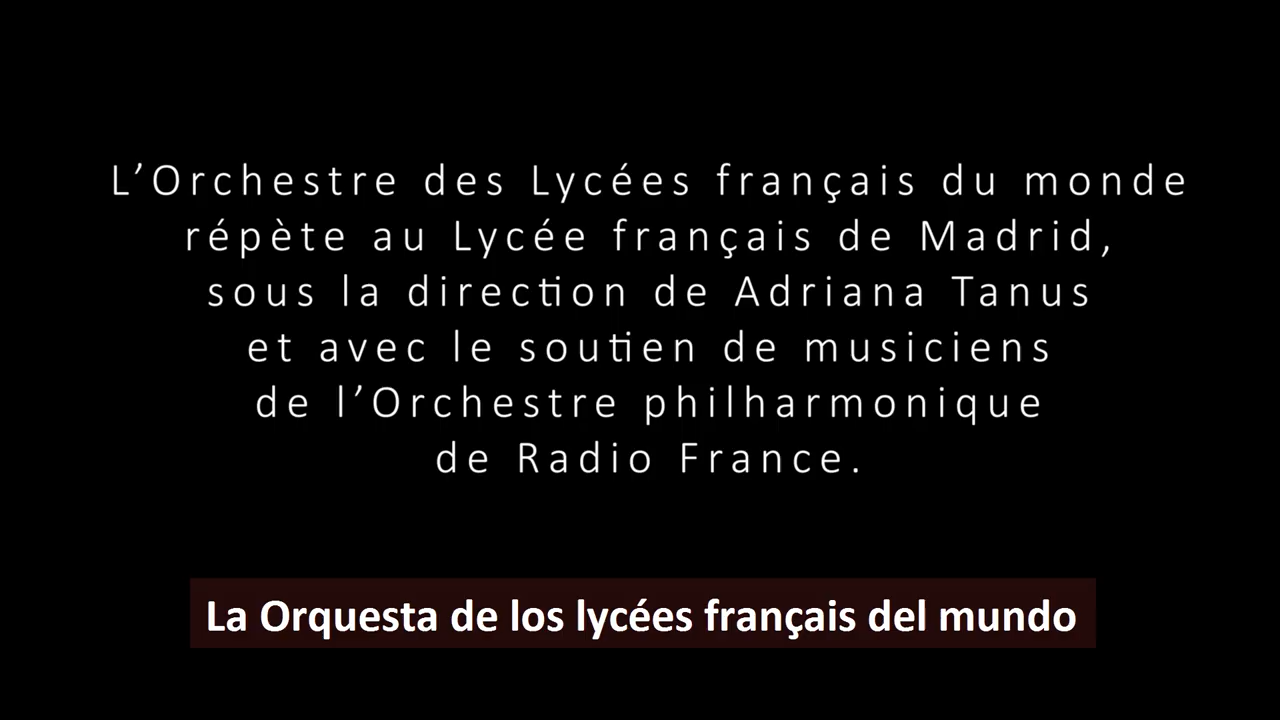 L’Orchestre des Lycées français du monde
répète au Lycée français de Madrid,
sous la direction de Adriana Tanus
et avec le soutien de musiciens
de l’Orchestre philharmonique
de Radio France.
La Orquesta de los lycées français del mundo